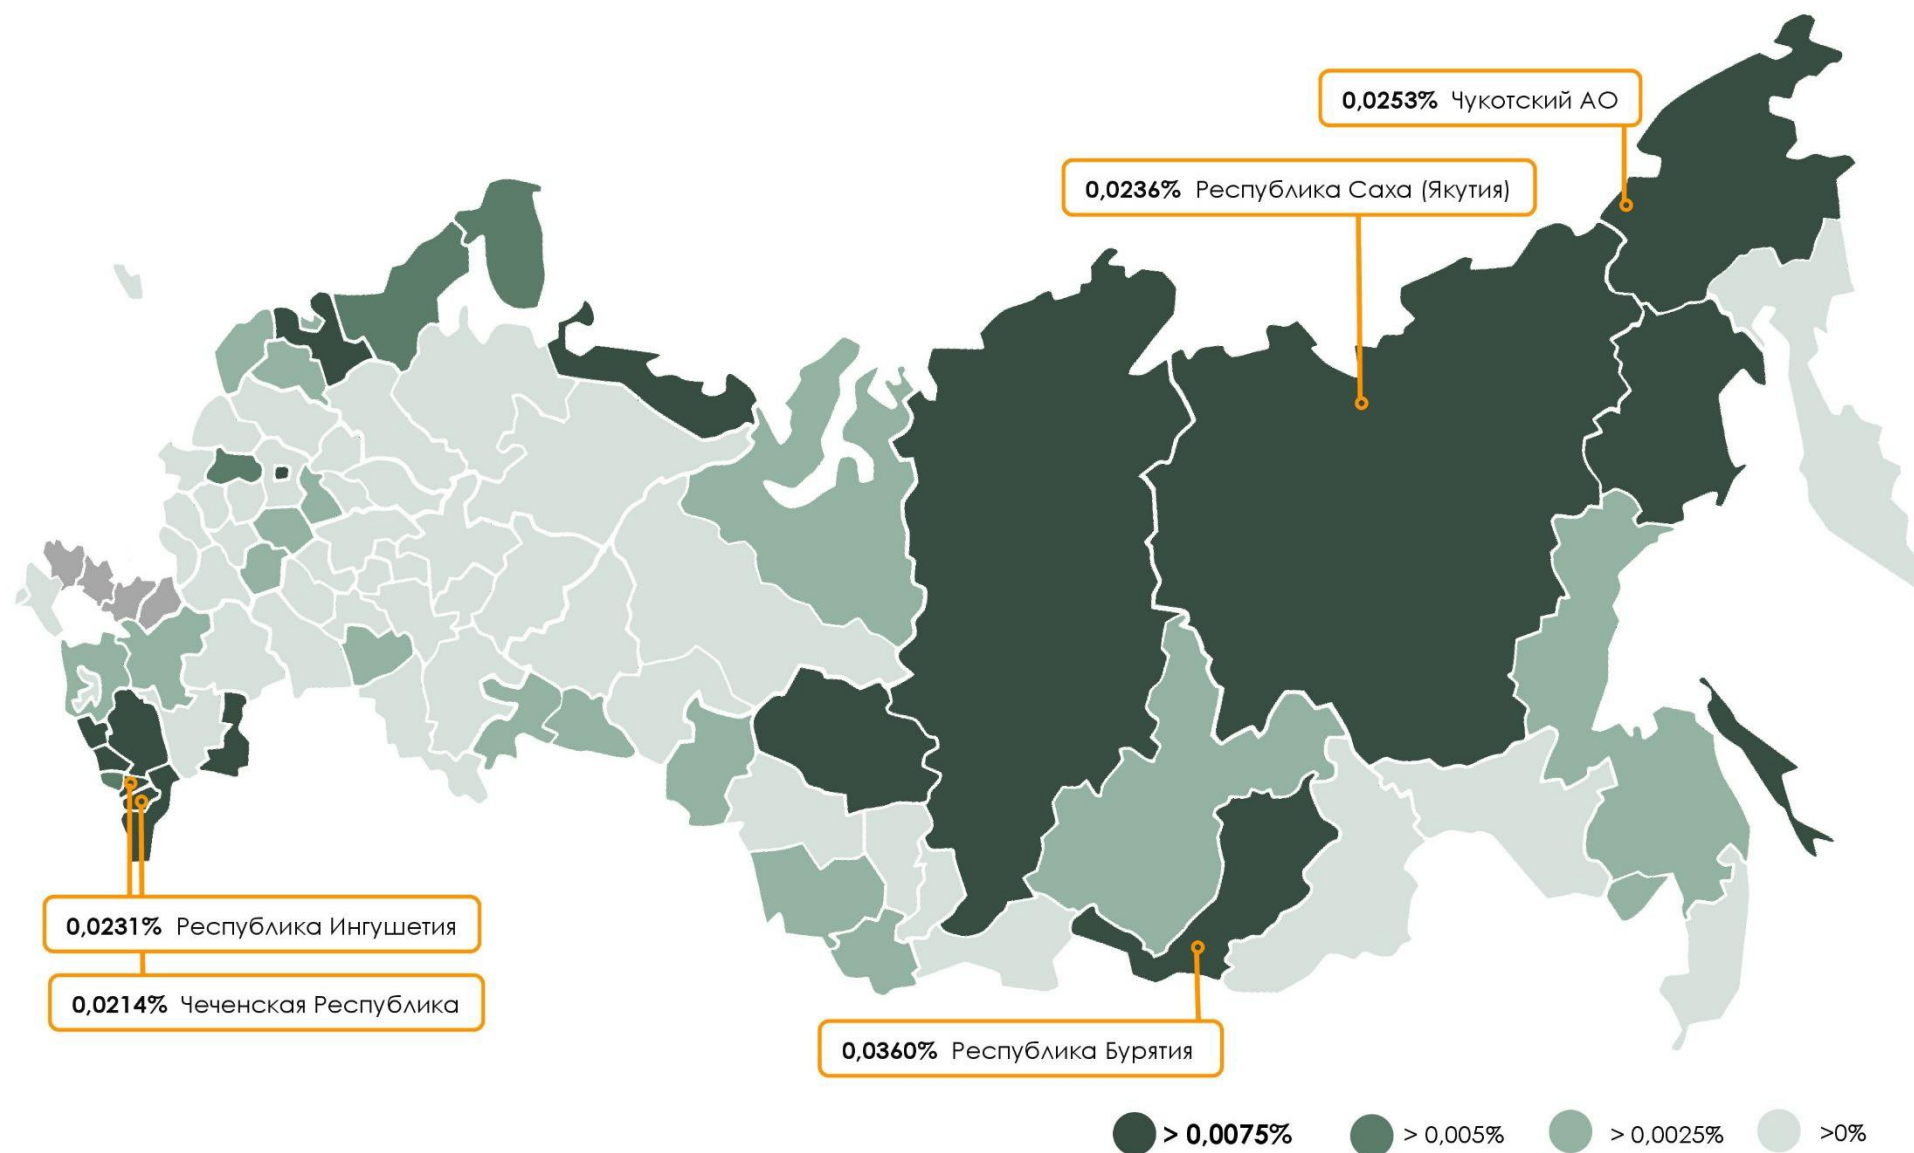 0,0253% Чукотский АО
0,0236% Республика Саха (Якутия)
0,0231% Республика Ингушетия
0,0214% Чеченская Республика
0,0360% Республика Бурятия
> 0,0075% > 0,005% > 0,0025% >0%